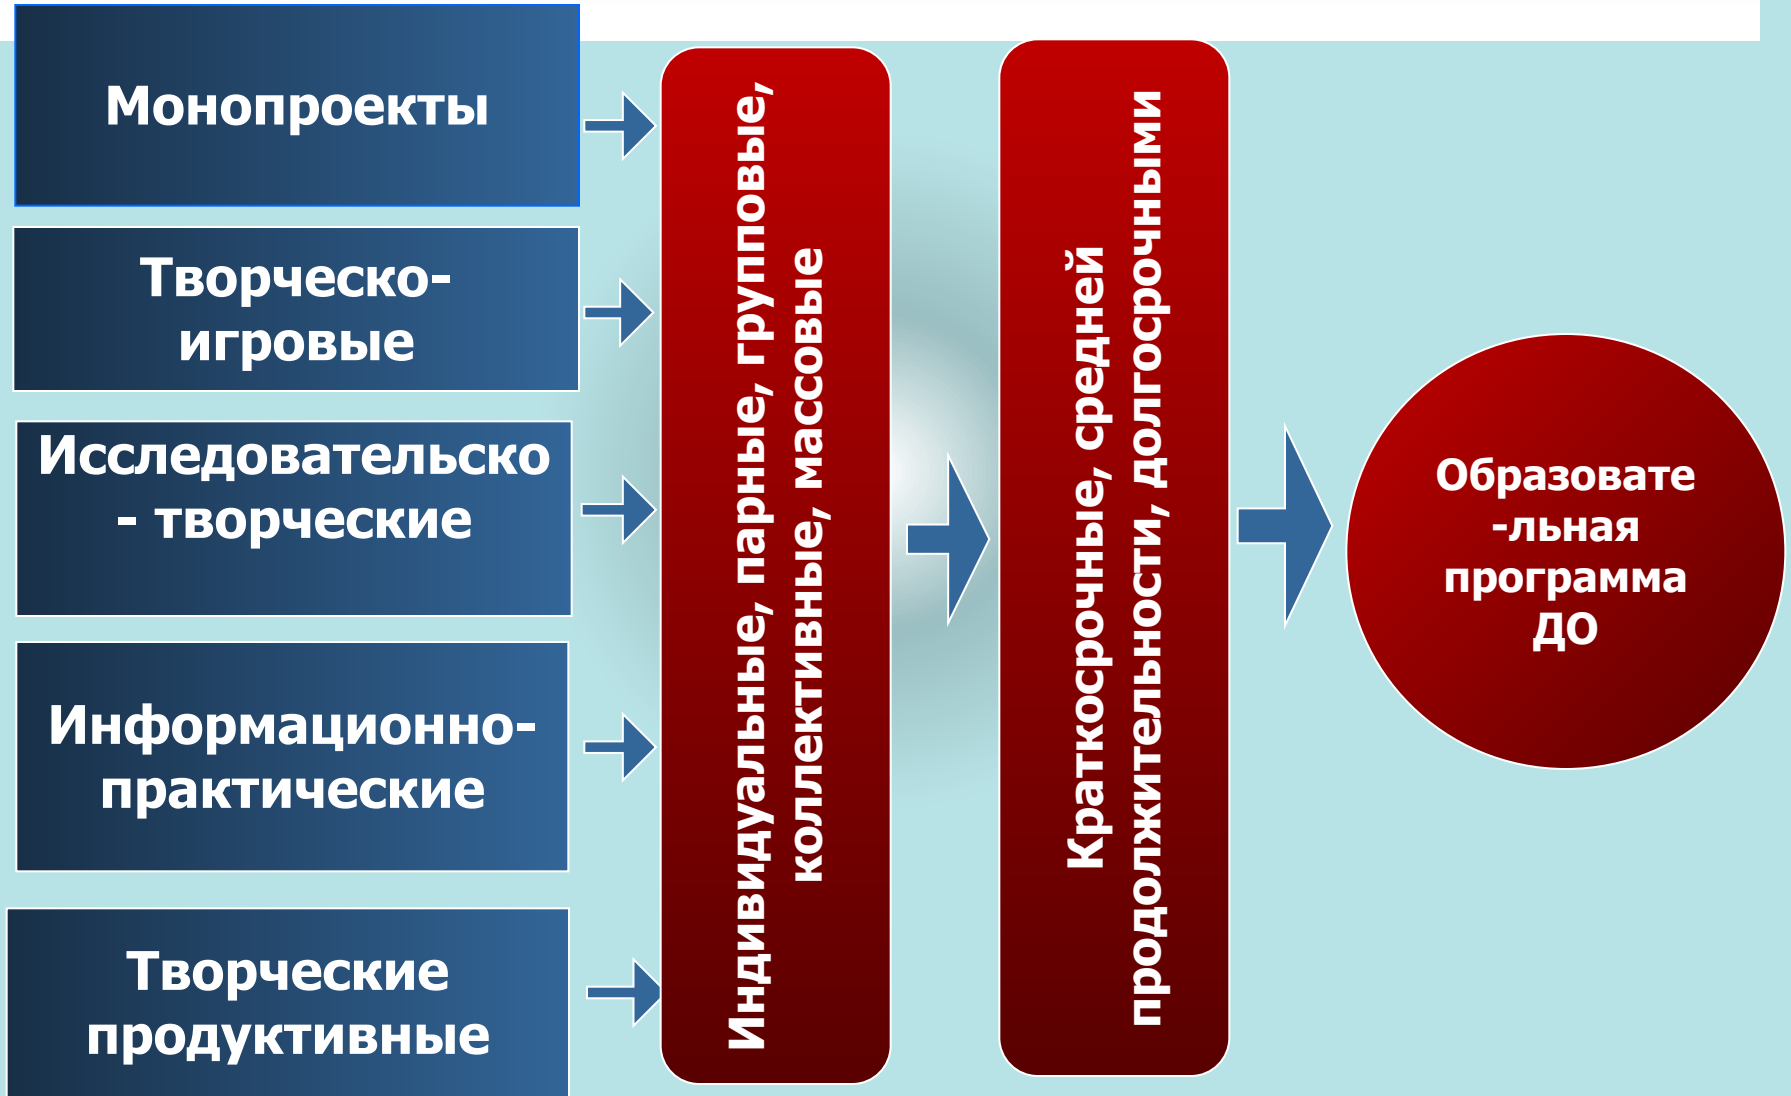 Монопроекты
Творческо-
игровые
Исследовательско
- творческие
Информационно-
практические
Творческие
продуктивные
Индивидуальные, парные, групповые,
коллективные, массовые
Краткосрочные, средней
продолжительности, долгосрочными
Образовате
-льная
программа
ДО